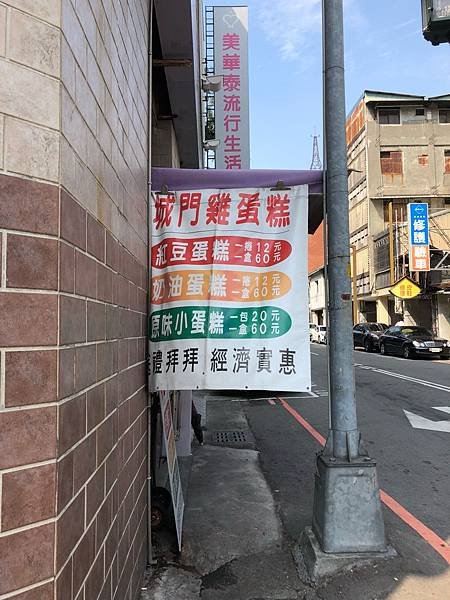 美華泰流行生活
城門雞蛋糕
紅豆蛋糕 一捲12元
一盒60元
奶油蛋糕 一捲12元
一盒60元
原味小蛋糕 一包20元
一盒60元
禮拜拜 經濟實惠
修護